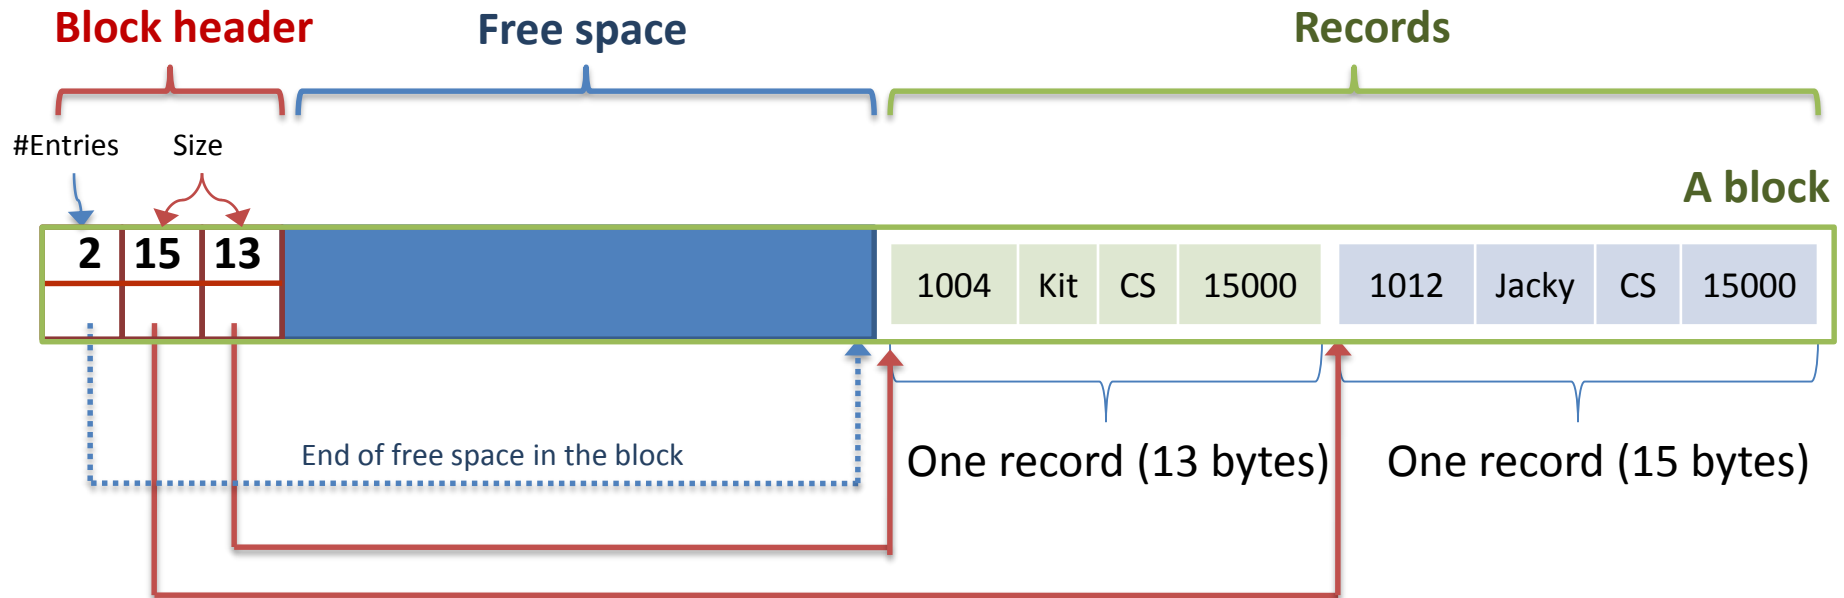 Block header Free space Records
#Entries Size
A block
2 15 13
1004 Kit CS 15000 1012 Jacky CS 15000
End of free space in the block
One record (13 bytes) One record (15 bytes)